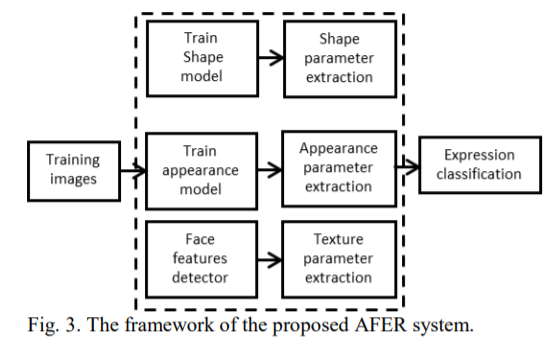 Train
Shape
model
Shape
parameter
extraction
Training
images
Train
appearance
model
Appearance
parameter
extraction
Expression
classification
Face
features
detector
Texture
parameter
extraction
Fig. 3. The framework of the proposed AFER system.